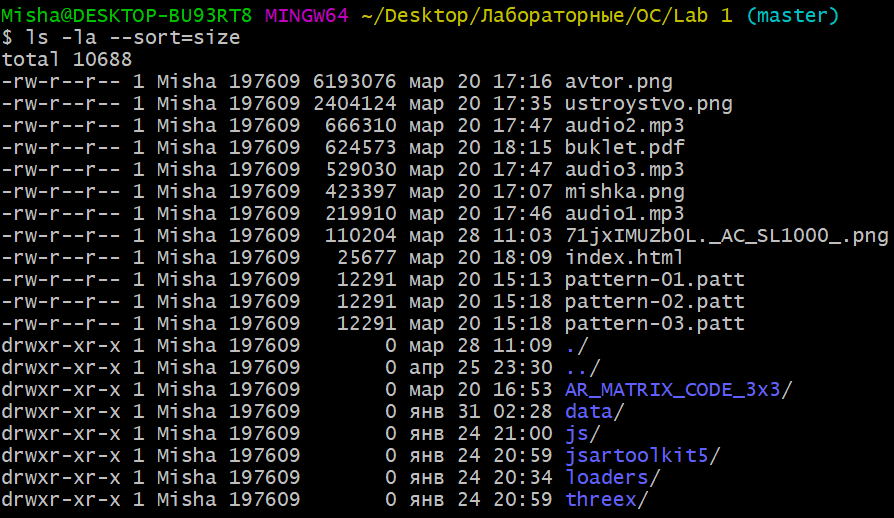 Misha@DESKTOP-BU93RT8 MINGW64 ~/Desktop/Лабораторные/ОС/Lab 1 (master)
$ ls -la --sort=size
total 10688
-rw-r--r-- 1 Misha 197609 6193076 мар 20 17:16 avtor.png
-rw-r--r-- 1 Misha 197609 2404124 мар 20 17:35 ustroystvo.png
-rw-r--r-- 1 Misha 197609  666310 мар 20 17:47 audio2.mp3
-rw-r--r-- 1 Misha 197609  624573 мар 20 18:15 buklet.pdf
-rw-r--r-- 1 Misha 197609  529030 мар 20 17:47 audio3.mp3
-rw-r--r-- 1 Misha 197609  423397 мар 20 17:07 mishka.png
-rw-r--r-- 1 Misha 197609  219910 мар 20 17:46 audio1.mp3
-rw-r--r-- 1 Misha 197609  110204 мар 28 11:03 71jxIMUZb0L._AC_SL1000_.png
-rw-r--r-- 1 Misha 197609   25677 мар 20 18:09 index.html
-rw-r--r-- 1 Misha 197609   12291 мар 20 15:13 pattern-01.patt
-rw-r--r-- 1 Misha 197609   12291 мар 20 15:18 pattern-02.patt
-rw-r--r-- 1 Misha 197609   12291 мар 20 15:18 pattern-03.patt
drwxr-xr-x 1 Misha 197609       0 мар 28 11:09 ./
drwxr-xr-x 1 Misha 197609       0 апр 25 23:30 ../
drwxr-xr-x 1 Misha 197609       0 мар 20 16:53 AR_MATRIX_CODE_3x3/
drwxr-xr-x 1 Misha 197609       0 янв 31 02:28 data/
drwxr-xr-x 1 Misha 197609       0 янв 24 21:00 js/
drwxr-xr-x 1 Misha 197609       0 янв 24 20:59 jsartoolkit5/
drwxr-xr-x 1 Misha 197609       0 янв 24 20:34 loaders/
drwxr-xr-x 1 Misha 197609       0 янв 24 20:59 threex/